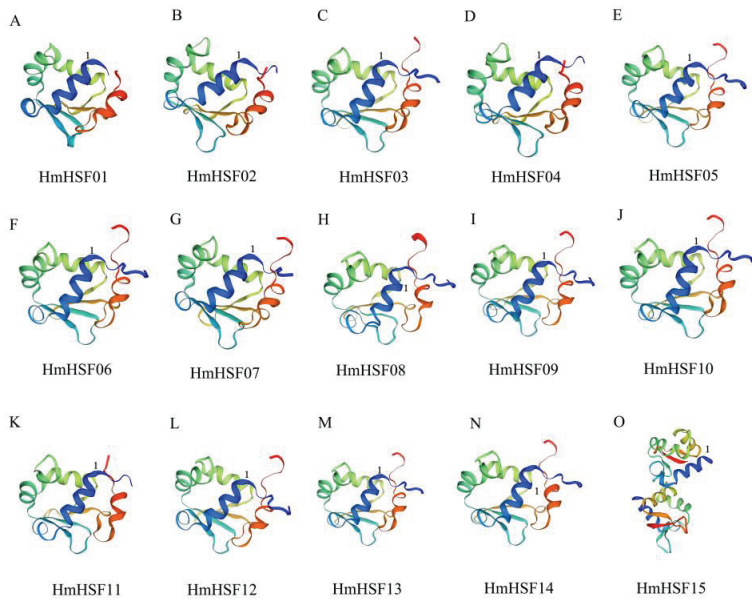 A B C D E
1 1 1 1 1
HmHSF01 HmHSF02 HmHSF03 HmHSF04 HmHSF05
F G H I J
1 1 1 1 1
HmHSF06 HmHSF07 HmHSF08 HmHSF09 HmHSF10
K L M N O
1 1 1 1 1
HmHSF11 HmHSF12 HmHSF13 HmHSF14 HmHSF15